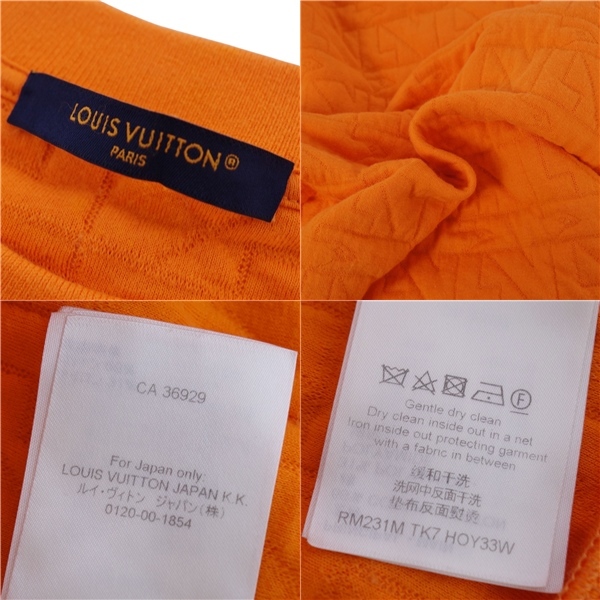 LOUIS VUITTON®
PARIS
CA 36929
For Japan only:
LOUIS VUITTON JAPAN K.K.
ルイ・ヴィトン ジャパン(株)
0120-00-1854
Gentle dry clean
Dry clean inside out in a net
Iron inside out protecting garment
with a fabric in between
缓和干洗
洗网中反面干洗
垫布反面熨烫
RM231M TK7 HOY33W